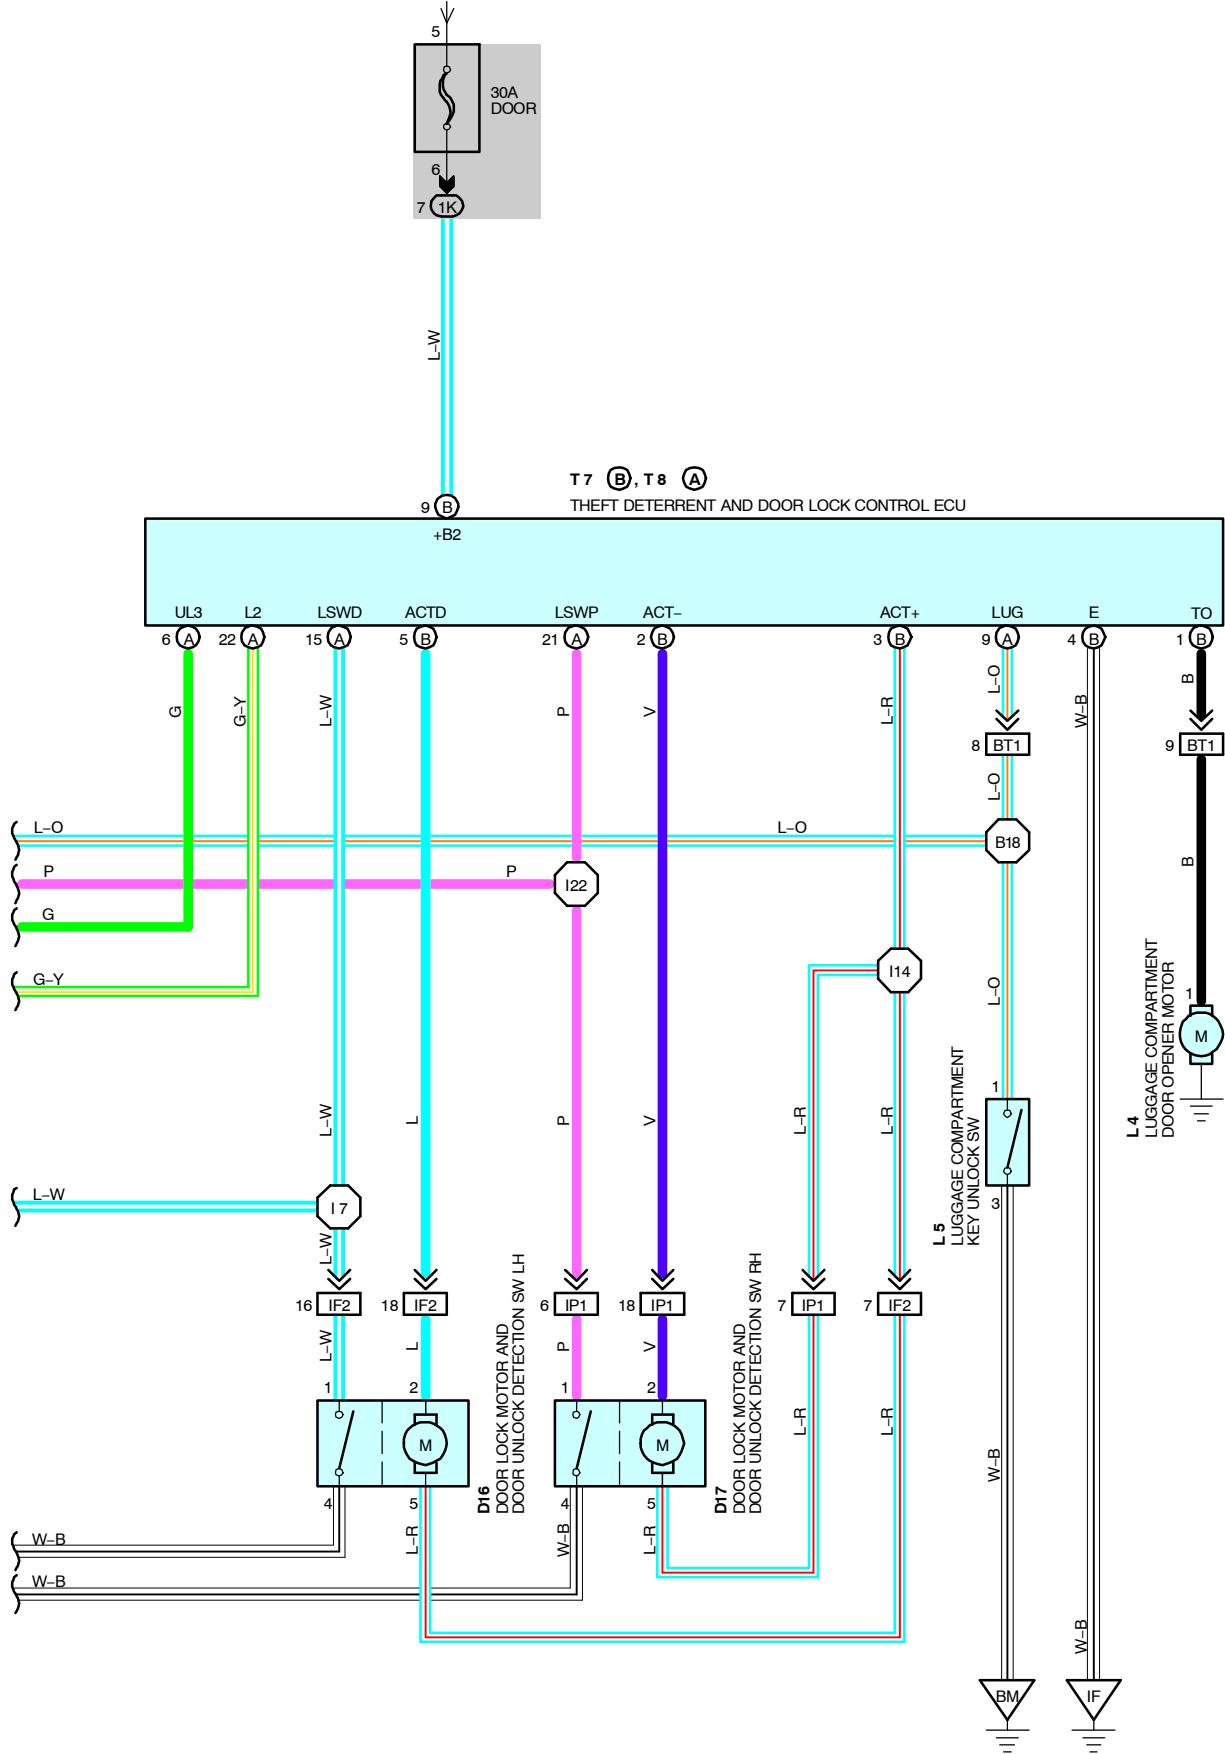 5
30A
DOOR
6
7 1K
L–W
T 7 B , T 8 A
THEFT DETERRENT AND DOOR LOCK CONTROL ECU
9 B
+B2
UL3 L2 LSWD ACTD LSWP ACT– ACT+ LUG E TO
6 A 22 A 15 A 5 B 21 A 2 B 3 B 9 A 4 B 1 B
G G–Y L–W P V L–R L–O W–B B
8 BT1 9 BT1
L–O
L–O L–O
B18
B
P P
I22
G
I14
G–Y
L–O
1
M
L 4
LUGGAGE COMPARTMENT
DOOR OPENER MOTOR
L–W L P V L–R L–R
1
L 5
LUGGAGE COMPARTMENT
KEY UNLOCK SW
3
L–W
I 7
L–W
16 IF2 18 IF2 6 IP1 18 IP1 7 IP1 7 IF2
L–W L P V
1 2 1 2
M M
L–R L–R
D16
DOOR LOCK MOTOR AND
DOOR UNLOCK DETECTION SW LH
D17
DOOR LOCK MOTOR AND
DOOR UNLOCK DETECTION SW RH
W–B
4 5 4 5
L–R W–B L–R
W–B
W–B
W–B
BM IF